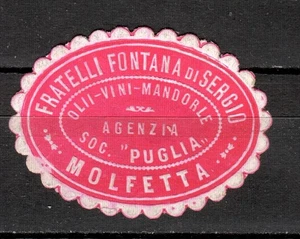 FRATELLI FONTANA DI SERGIO
OLII-VINI-MANDORLE
AGENZIA
SOC. "PUGLIA„
MOLFETTA